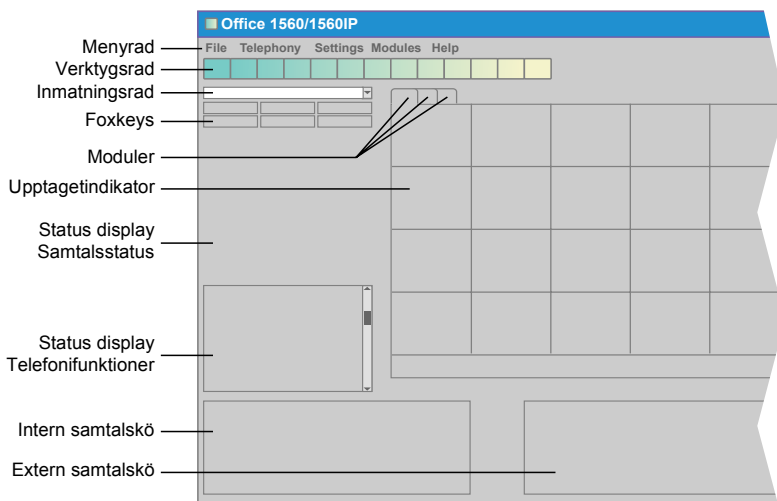 Office 1560/1560IP
Menyrad
File Telephony Settings Modules Help
Verktygsrad
Inmatningsrad
Foxkeys
Moduler
Upptagetindikator
Status display
Samtalsstatus
Status display
Telefonifunktioner
Intern samtalskö
Extern samtalskö